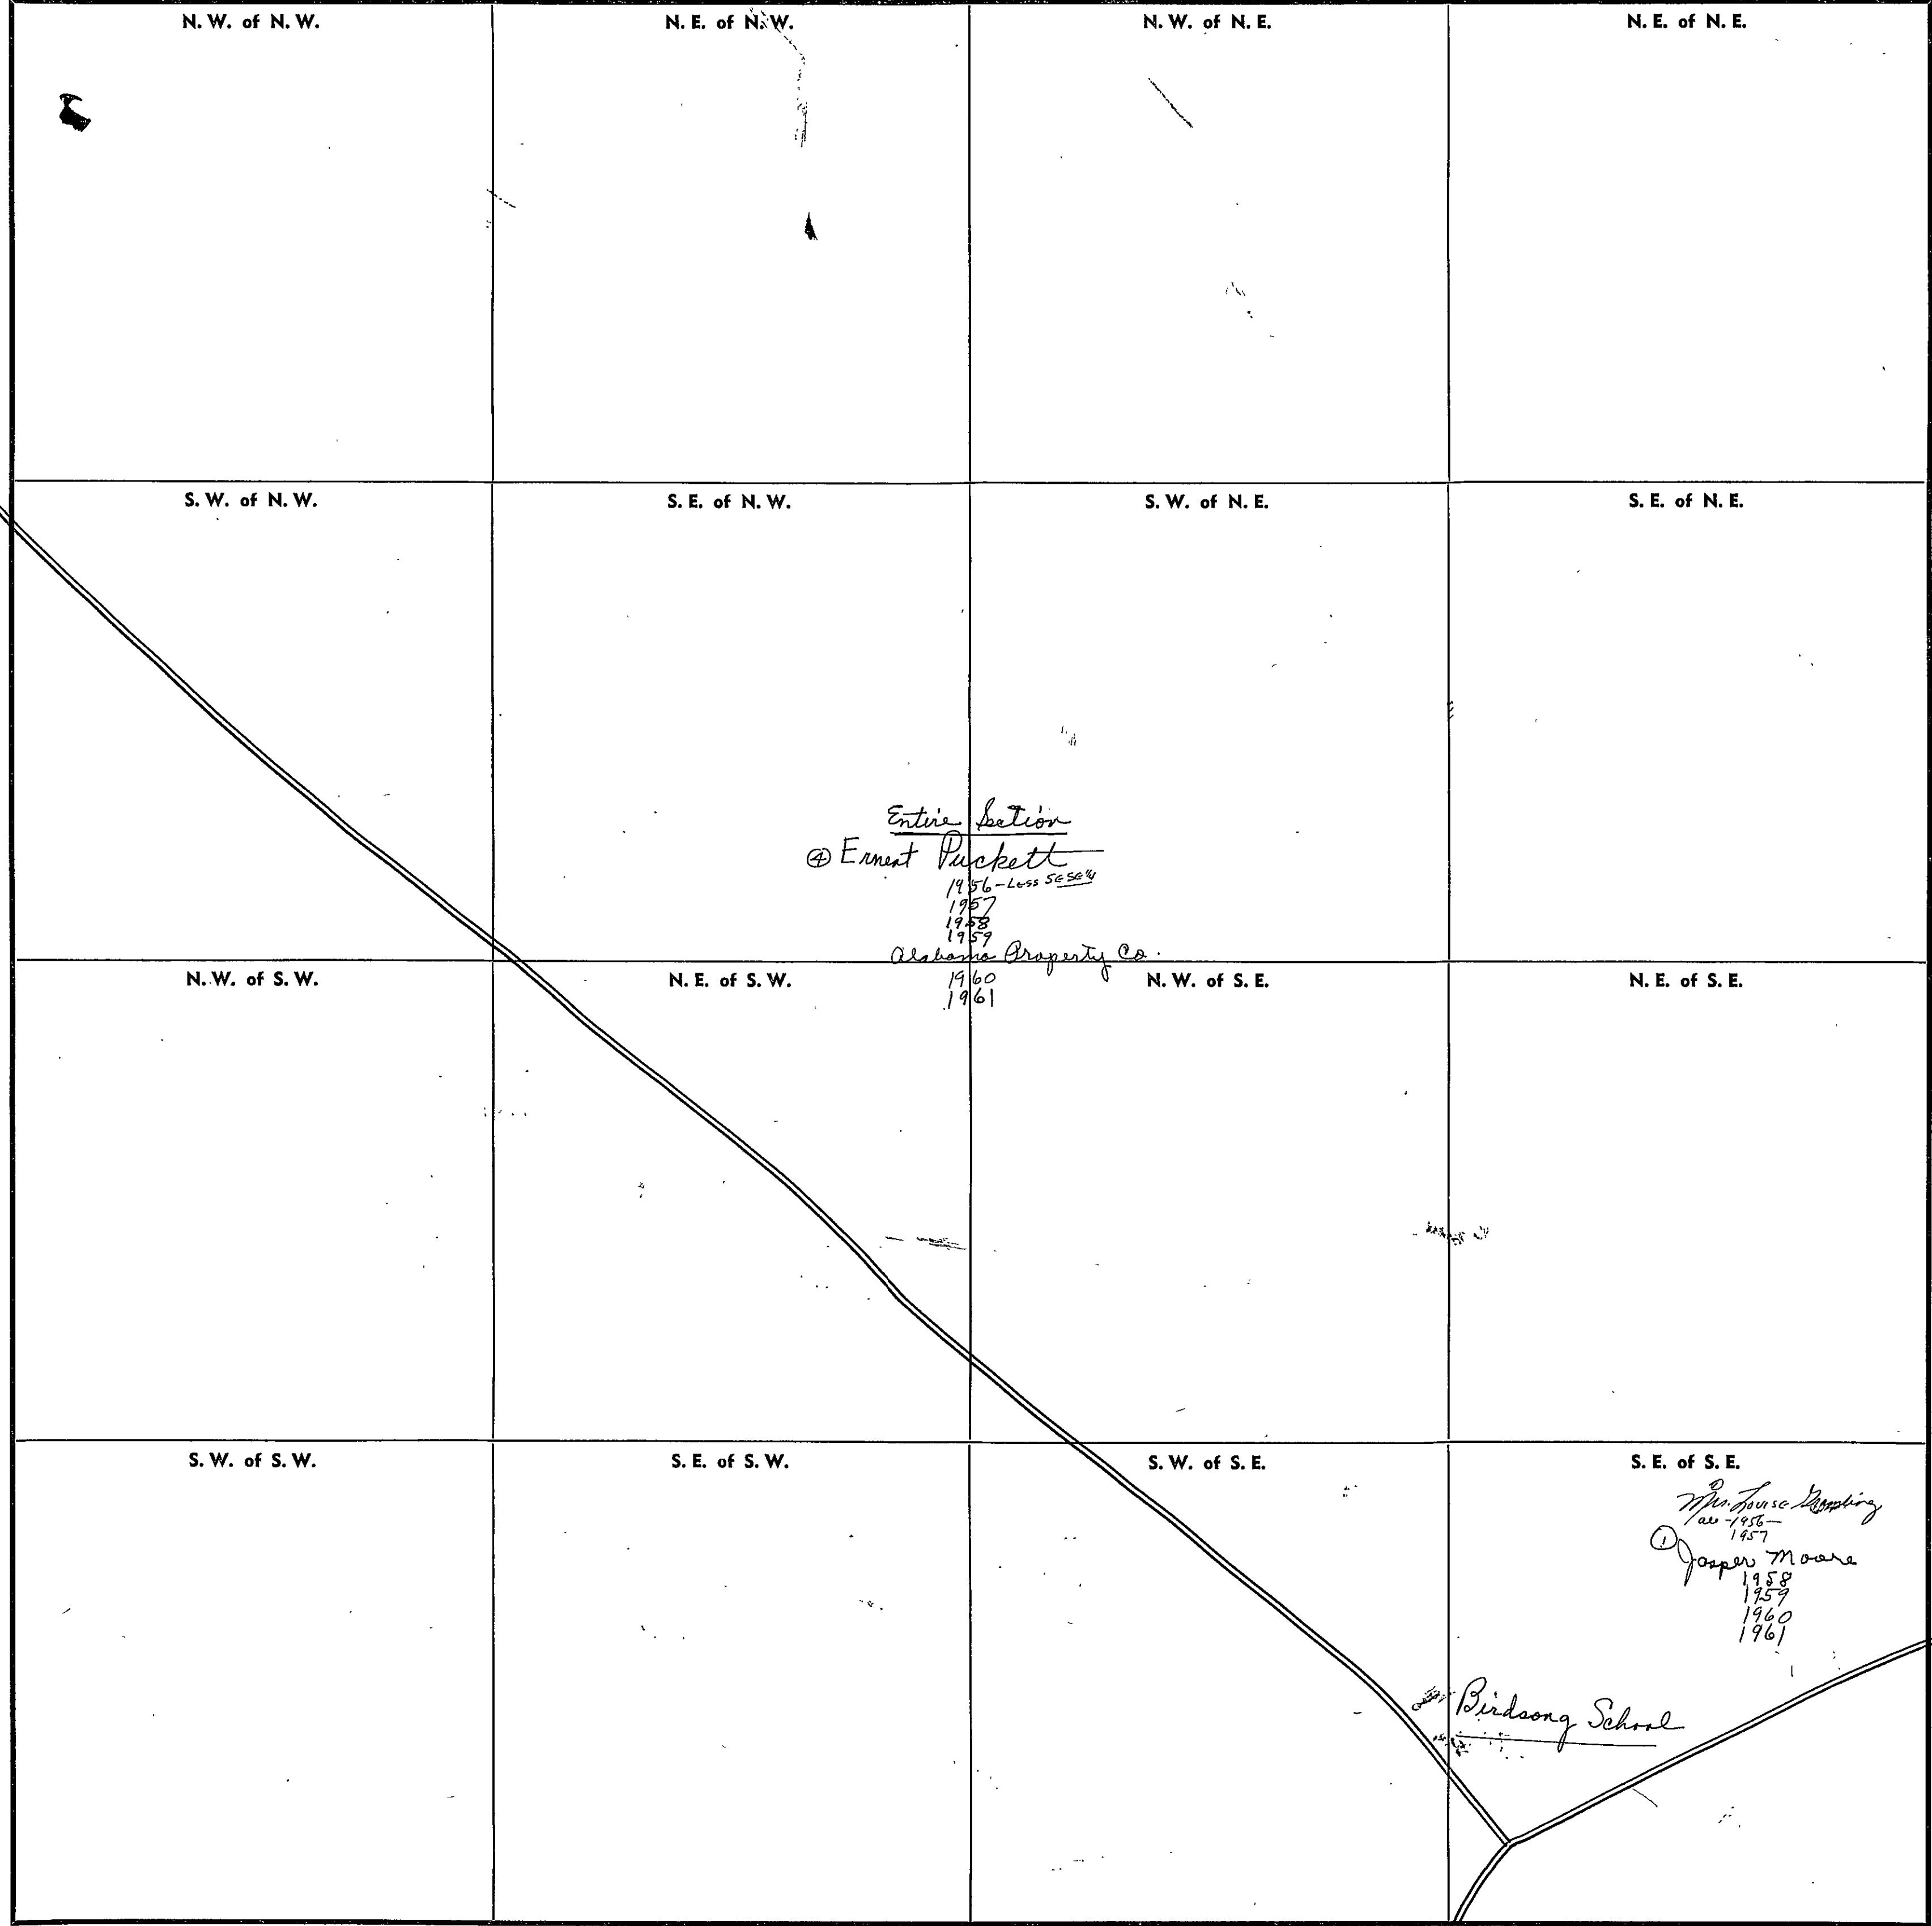 N. W. of N. W.
N. E. of N. W.
N. W. of N. E.
N. E. of N. E.
S. W. of N. W.
S. E. of N. W.
S. W. of N. E.
S. E. of N. E.
Entire Section
④ Ernest Puckett
1956 - Less SE SE¼
1957
1958
1959
Alabama Property Co.
1960
1961
N. W. of S. W.
N. E. of S. W.
N. W. of S. E.
N. E. of S. E.
S. W. of S. W.
S. E. of S. W.
S. W. of S. E.
S. E. of S. E.
Mrs. Louise
-1956-
1957
① Jasper Moore
1958
1959
1960
1961
Birdsong School